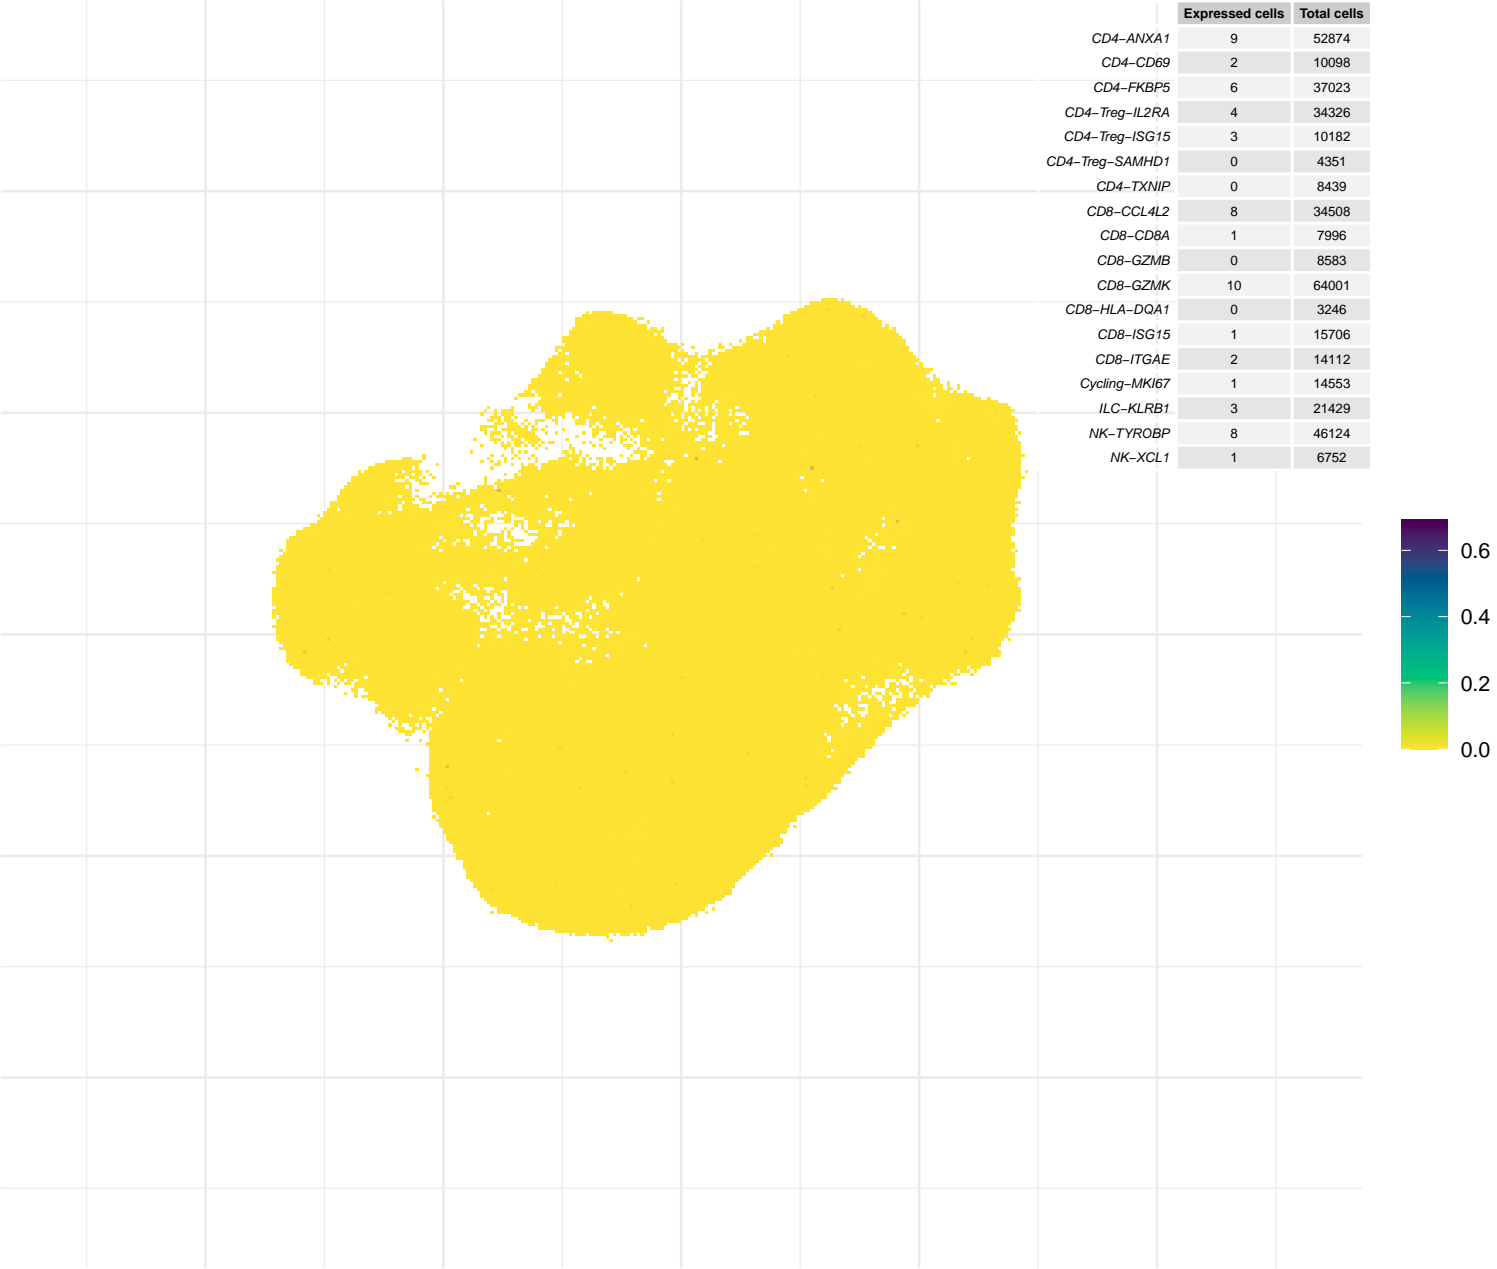 Expressed cells Total cells
CD4−ANXA1 9 52874
CD4−CD69 2 10098
CD4−FKBP5 6 37023
CD4−Treg−IL2RA 4 34326
CD4−Treg−ISG15 3 10182
CD4−Treg−SAMHD1 0 4351
CD4−TXNIP 0 8439
CD8−CCL4L2 8 34508
CD8−CD8A 1 7996
CD8−GZMB 0 8583
CD8−GZMK 10 64001
CD8−HLA−DQA1 0 3246
CD8−ISG15 1 15706
CD8−ITGAE 2 14112
Cycling−MKI67 1 14553
ILC−KLRB1 3 21429
NK−TYROBP 8 46124
NK−XCL1 1 6752
0.6
0.4
0.2
0.0